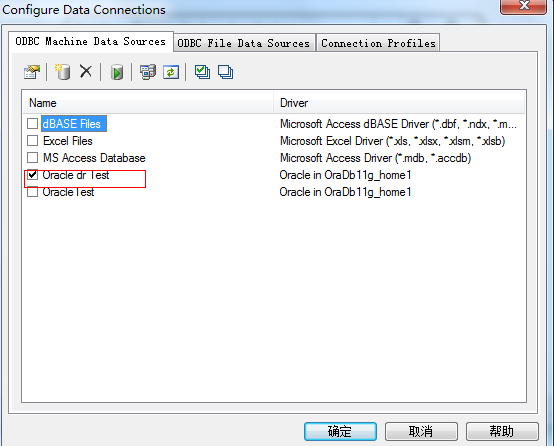 Configure Data Connections
ODBC Machine Data Sources ODBC File Data Sources Connection Profiles
Name Driver
dBASE Files Microsoft Access dBASE Driver (*.dbf, *.ndx, *.m...
Excel Files Microsoft Excel Driver (*.xls, *.xlsx, *.xlsm, *.xlsb)
MS Access Database Microsoft Access Driver (*.mdb, *.accdb)
Oracle dr Test Oracle in OraDb11g_home1
OracleTest Oracle in OraDb11g_home1
确定 取消 帮助